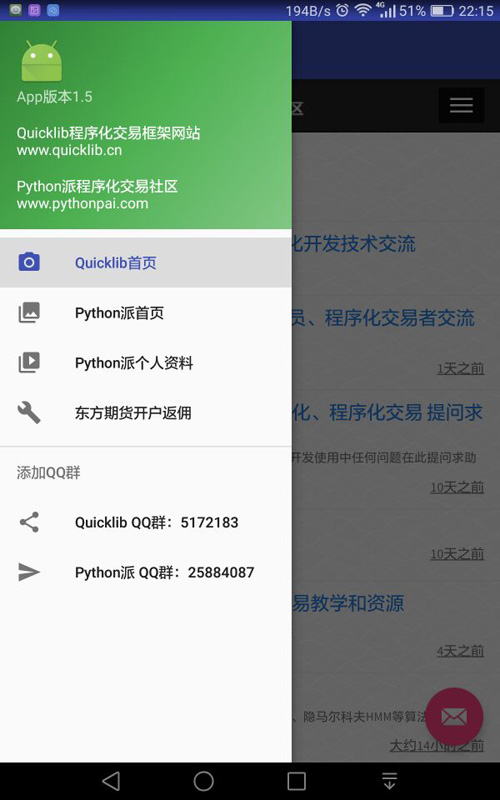 194B/s 4G 51% 22:15
App版本1.5
Quicklib程序化交易框架网站
www.quicklib.cn
Python派程序化交易社区
www.pythonpai.com
Quicklib首页
Python派首页
Python派个人资料
东方期货开户返佣
添加QQ群
Quicklib QQ群：5172183
Python派 QQ群：25884087
区
化开发技术交流
员、程序化交易者交流
1天之前
化、程序化交易 提问求
开发使用中任何问题在此提问求助
10天之前
10天之前
易教学和资源
4天之前
、隐马尔科夫HMM等算法
大约14小时之前